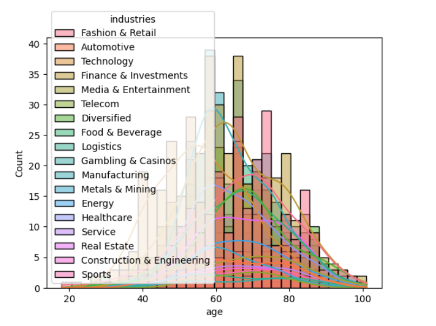 industries
Fashion & Retail
Automotive
Technology
Finance & Investments
Media & Entertainment
Telecom
Diversified
Food & Beverage
Logistics
Gambling & Casinos
Manufacturing
Metals & Mining
Energy
Healthcare
Service
Real Estate
Construction & Engineering
Sports
40
35
30
25
20
15
10
5
0
Count
20 40 60 80 100
age